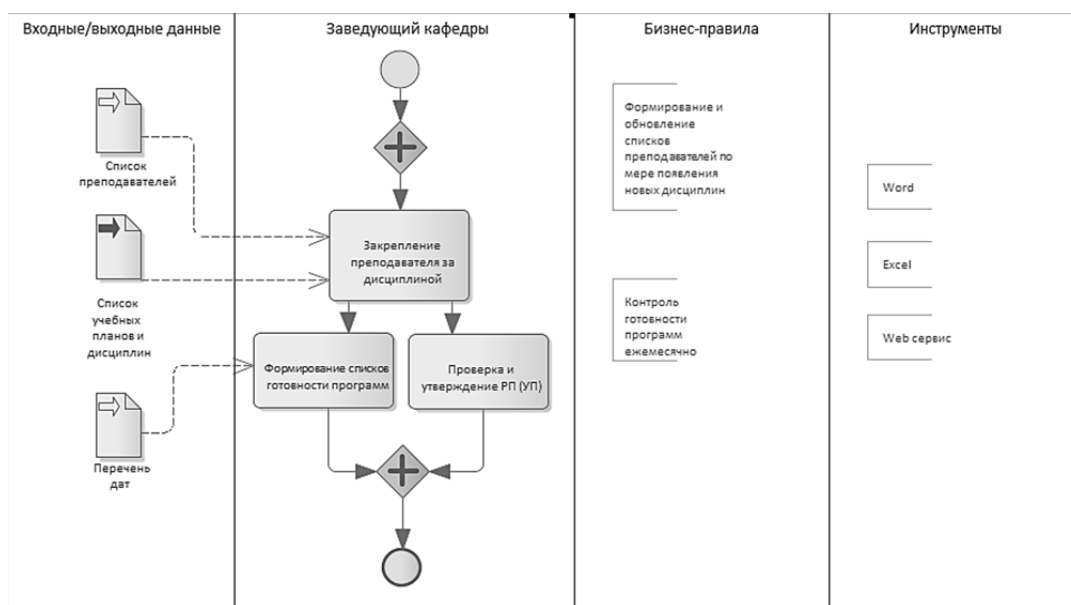 Входные/выходные данные
Заведующий кафедры
Бизнес-правила
Инструменты
Список
преподавателей
Список
учебных
планов и
дисциплин
Перечень
дат
Закрепление
преподавателя за
дисциплиной
Формирование списков
готовности программ
Проверка и
утверждение РП (УП)
Формирование и
обновление
списков
преподавателей по
мере появления
новых дисциплин
Контроль
готовности
программ
ежемесячно
Word
Excel
Web сервис